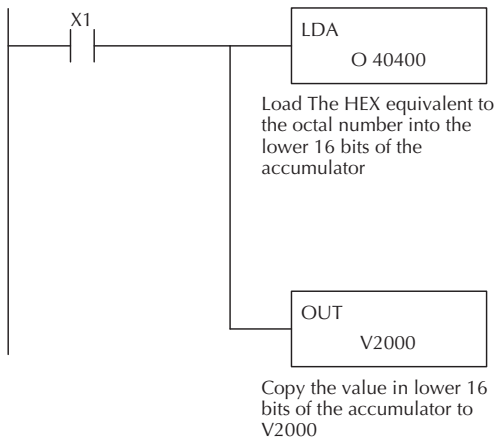 X1
LDA
O 40400
Load The HEX equivalent to
the octal number into the
lower 16 bits of the
accumulator
OUT
V2000
Copy the value in lower 16
bits of the accumulator to
V2000